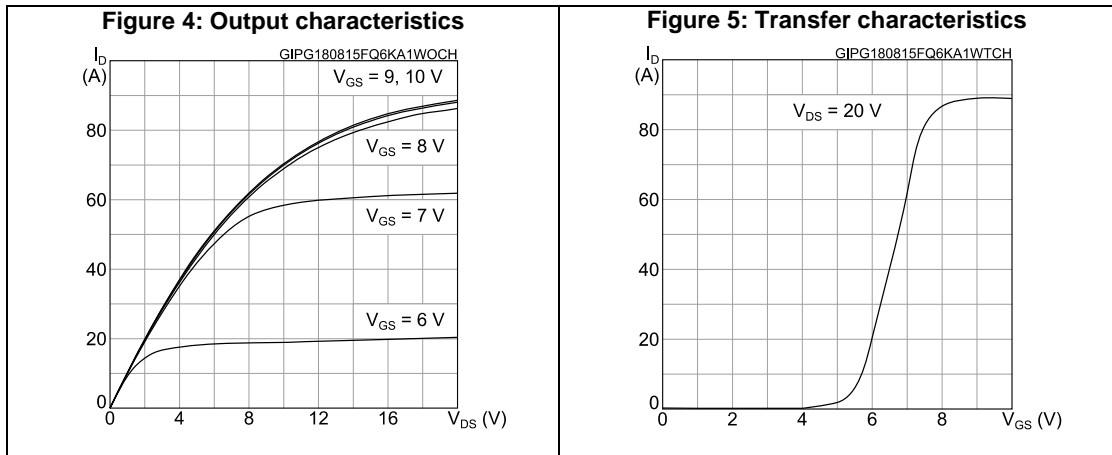 Figure 4: Output characteristics
GIPG180815FQ6KA1WOCH
I_D
(A)
V_GS = 9, 10 V
80
V_GS = 8 V
60
V_GS = 7 V
40
20
V_GS = 6 V
0
0 4 8 12 16 V_DS (V)
Figure 5: Transfer characteristics
GIPG180815FQ6KA1WTCH
I_D
(A)
V_DS = 20 V
80
60
40
20
0
0 2 4 6 8 V_GS (V)